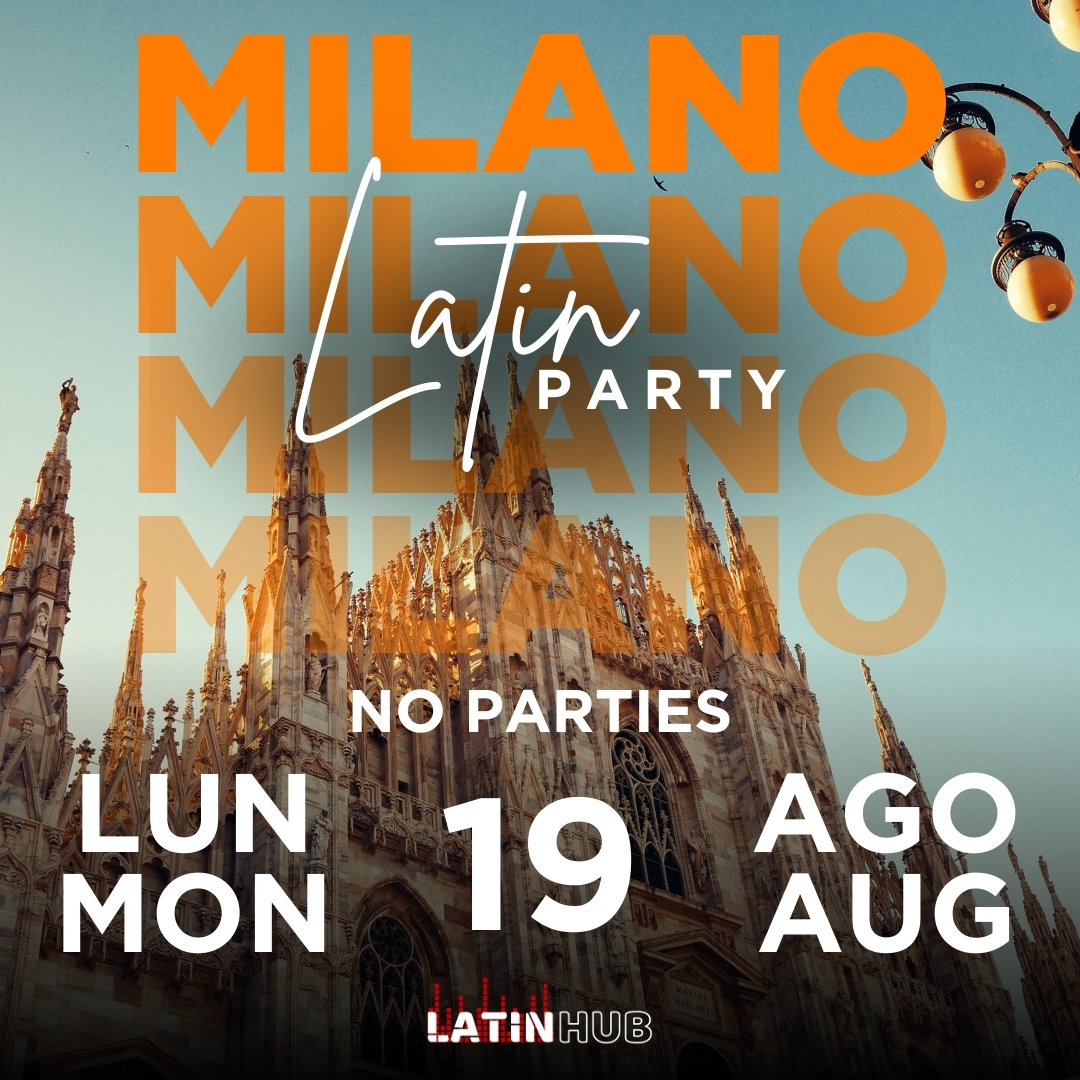 MILANO
MILANO
Latin
PARTY
MILANO
MILANO
NO PARTIES
LUN 19 AGO
MON AUG
LATINHUB